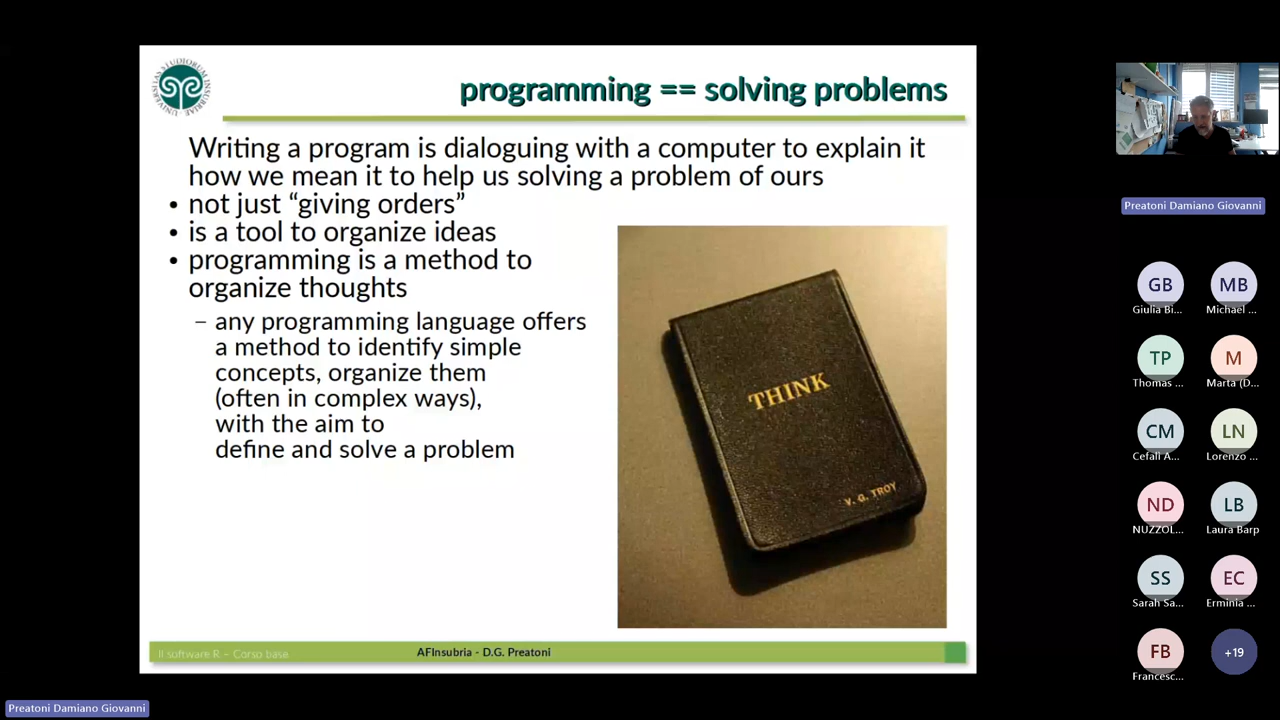 programming == solving problems
Writing a program is dialoguing with a computer to explain it
how we mean it to help us solving a problem of ours
• not just “giving orders”
• is a tool to organize ideas
• programming is a method to
organize thoughts
– any programming language offers
a method to identify simple
concepts, organize them
(often in complex ways),
with the aim to
define and solve a problem
THINK
V. G. TROY
Il software R – Corso base
AFInsubria - D.G. Preatoni
Preatoni Damiano Giovanni
Preatoni Damiano Giovanni
GB
MB
Giulia Bi...
Michael ...
TP
M
Thomas ...
Marta (D...
CM
LN
Cefalì A...
Lorenzo ...
ND
LB
NUZZOL...
Laura Barp
SS
EC
Sarah Sa...
Erminia ...
FB
+19
Francesc...